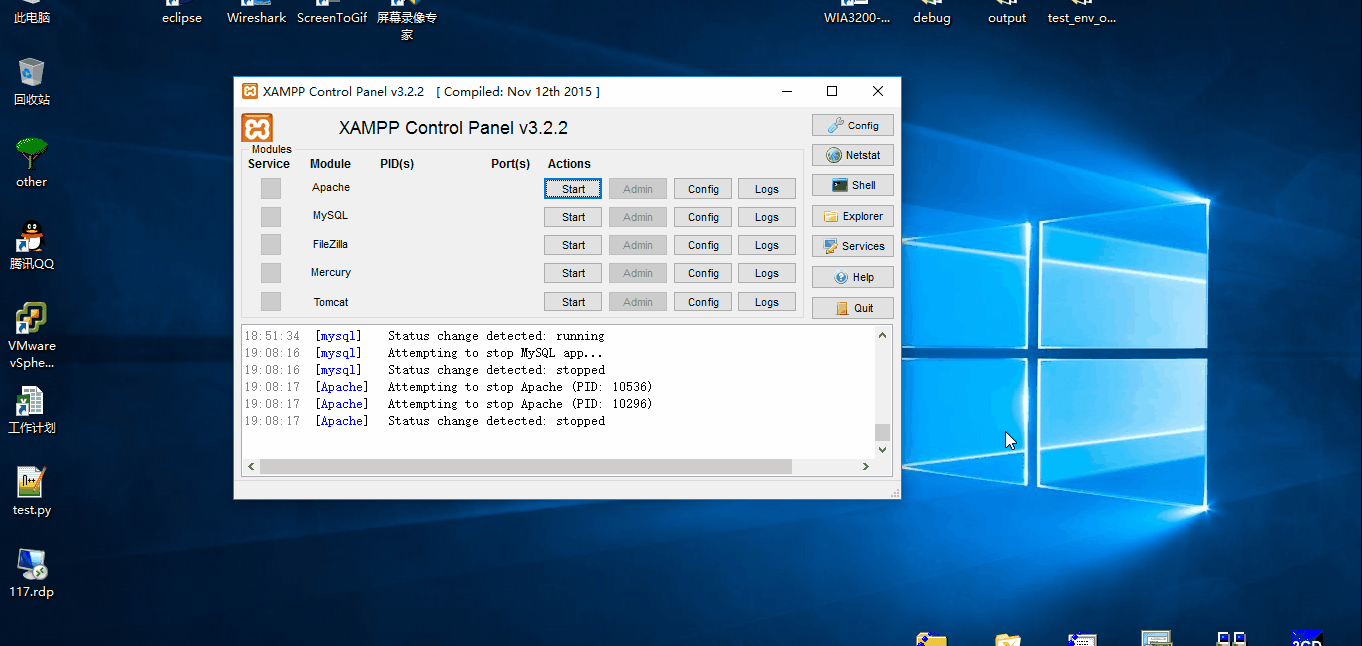 此电脑
eclipse
Wireshark
ScreenToGif
屏幕录像专
家
WIA3200-...
debug
output
test_env_o...
回收站
other
腾讯QQ
VMware
vSphe...
工作计划
test.py
117.rdp
XAMPP Control Panel v3.2.2 [ Compiled: Nov 12th 2015 ]
XAMPP Control Panel v3.2.2
Modules
Service Module PID(s) Port(s) Actions
Apache Start Admin Config Logs
MySQL Start Admin Config Logs
FileZilla Start Admin Config Logs
Mercury Start Admin Config Logs
Tomcat Start Admin Config Logs
Config
Netstat
Shell
Explorer
Services
Help
Quit
18:51:34 [mysql] Status change detected: running
19:08:16 [mysql] Attempting to stop MySQL app...
19:08:16 [mysql] Status change detected: stopped
19:08:17 [Apache] Attempting to stop Apache (PID: 10536)
19:08:17 [Apache] Attempting to stop Apache (PID: 10296)
19:08:17 [Apache] Status change detected: stopped